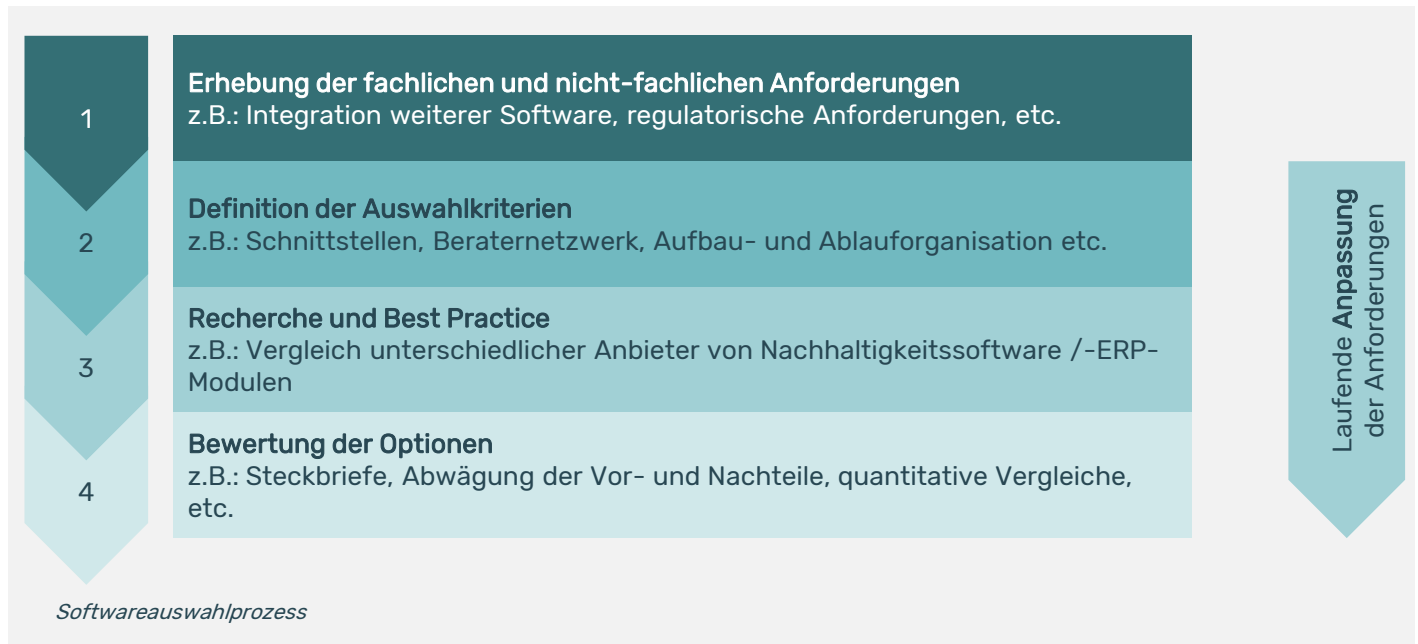 1
Erhebung der fachlichen und nicht-fachlichen Anforderungen
z.B.: Integration weiterer Software, regulatorische Anforderungen, etc.
2
Definition der Auswahlkriterien
z.B.: Schnittstellen, Beraternetzwerk, Aufbau- und Ablauforganisation etc.
3
Recherche und Best Practice
z.B.: Vergleich unterschiedlicher Anbieter von Nachhaltigkeitssoftware /-ERP-
Modulen
4
Bewertung der Optionen
z.B.: Steckbriefe, Abwägung der Vor- und Nachteile, quantitative Vergleiche,
etc.
Laufende Anpassung
der Anforderungen
Softwareauswahlprozess